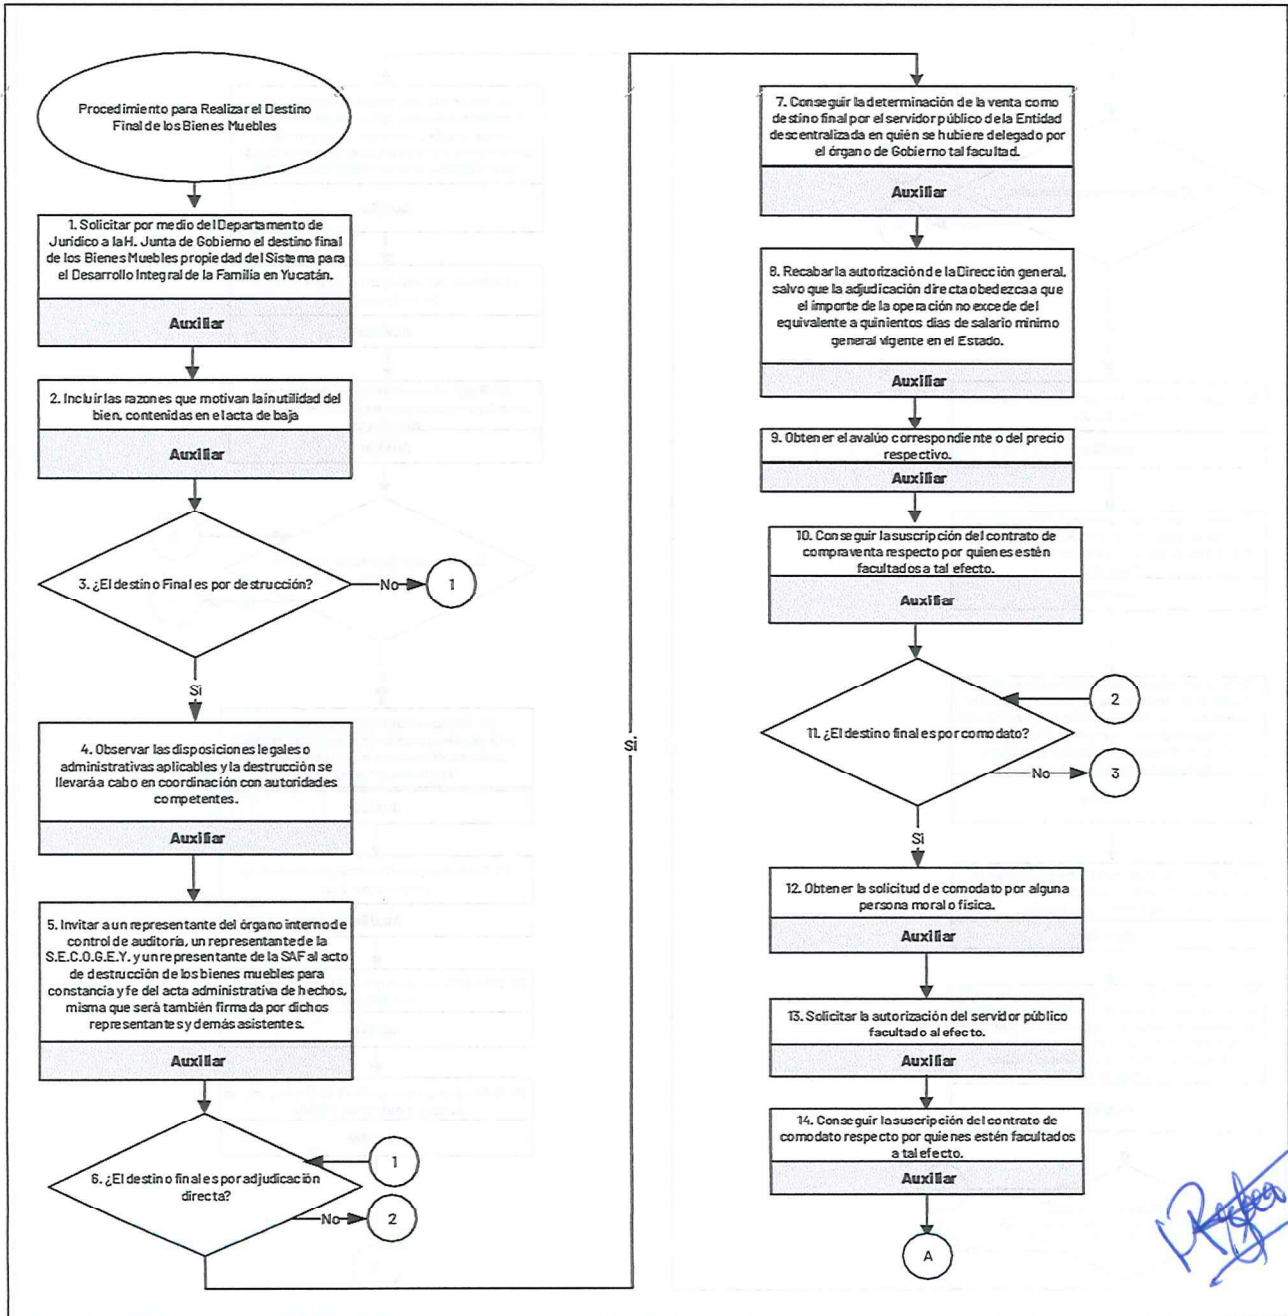 Procedimiento para Realizar el Destino
Final de los Bienes Muebles
1. Solicitar por medio del Departamento de
Jurídico a la H. Junta de Gobierno el destino final
de los Bienes Muebles propiedad del Sistema para
el Desarrollo Integral de la Familia en Yucatán.
Auxiliar
2. Incluir las razones que motivan la inutilidad del
bien, contenidas en el acta de baja
Auxiliar
3. ¿El destino Final es por destrucción?
No
1
Si
4. Observar las disposiciones legales o
administrativas aplicables y la destrucción se
llevará a cabo en coordinación con autoridades
competentes.
Auxiliar
5. Invitar a un representante del órgano interno de
control de auditoría, un representante de la
S.E.C.O.G.E.Y. y un representante de la SAF al acto
de destrucción de los bienes muebles para
constancia y fe del acta administrativa de hechos,
misma que será también firmada por dichos
representantes y demás asistentes.
Auxiliar
6. ¿El destino final es por adjudicación
directa?
1
No
2
Si
7. Conseguir la determinación de la venta como
destino final por el servidor público de la Entidad
descentralizada en quién se hubiere delegado por
el órgano de Gobierno tal facultad.
Auxiliar
8. Recabar la autorización de la Dirección general,
salvo que la adjudicación directa obedezca a que
el importe de la operación no excede del
equivalente a quinientos días de salario mínimo
general vigente en el Estado.
Auxiliar
9. Obtener el avalúo correspondiente o del precio
respectivo.
Auxiliar
10. Conseguir la suscripción del contrato de
compraventa respecto por quienes estén
facultados a tal efecto.
Auxiliar
11. ¿El destino final es por comodato?
2
No
3
Si
12. Obtener la solicitud de comodato por alguna
persona moral o física.
Auxiliar
13. Solicitar la autorización del servidor público
facultado al efecto.
Auxiliar
14. Conseguir la suscripción del contrato de
comodato respecto por quienes estén facultados
a tal efecto.
Auxiliar
A